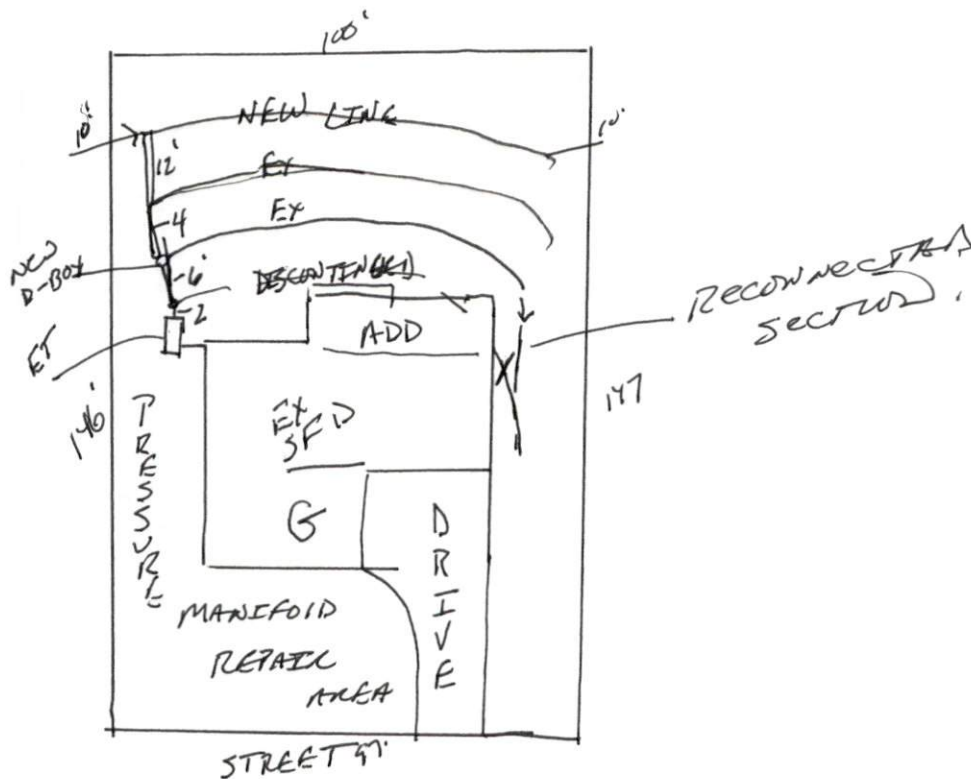 100'
NEW LINE
10'
10'
12'
EX
4
EX
NEW
D-BOX
6'
DISCONTINUED
2
RECONNECTED
SECTION.
ET
ADD
146'
147
EX
SFD
PRESSURE
G
DRIVE
MANIFOLD
REPAIR
AREA
STREET 97.